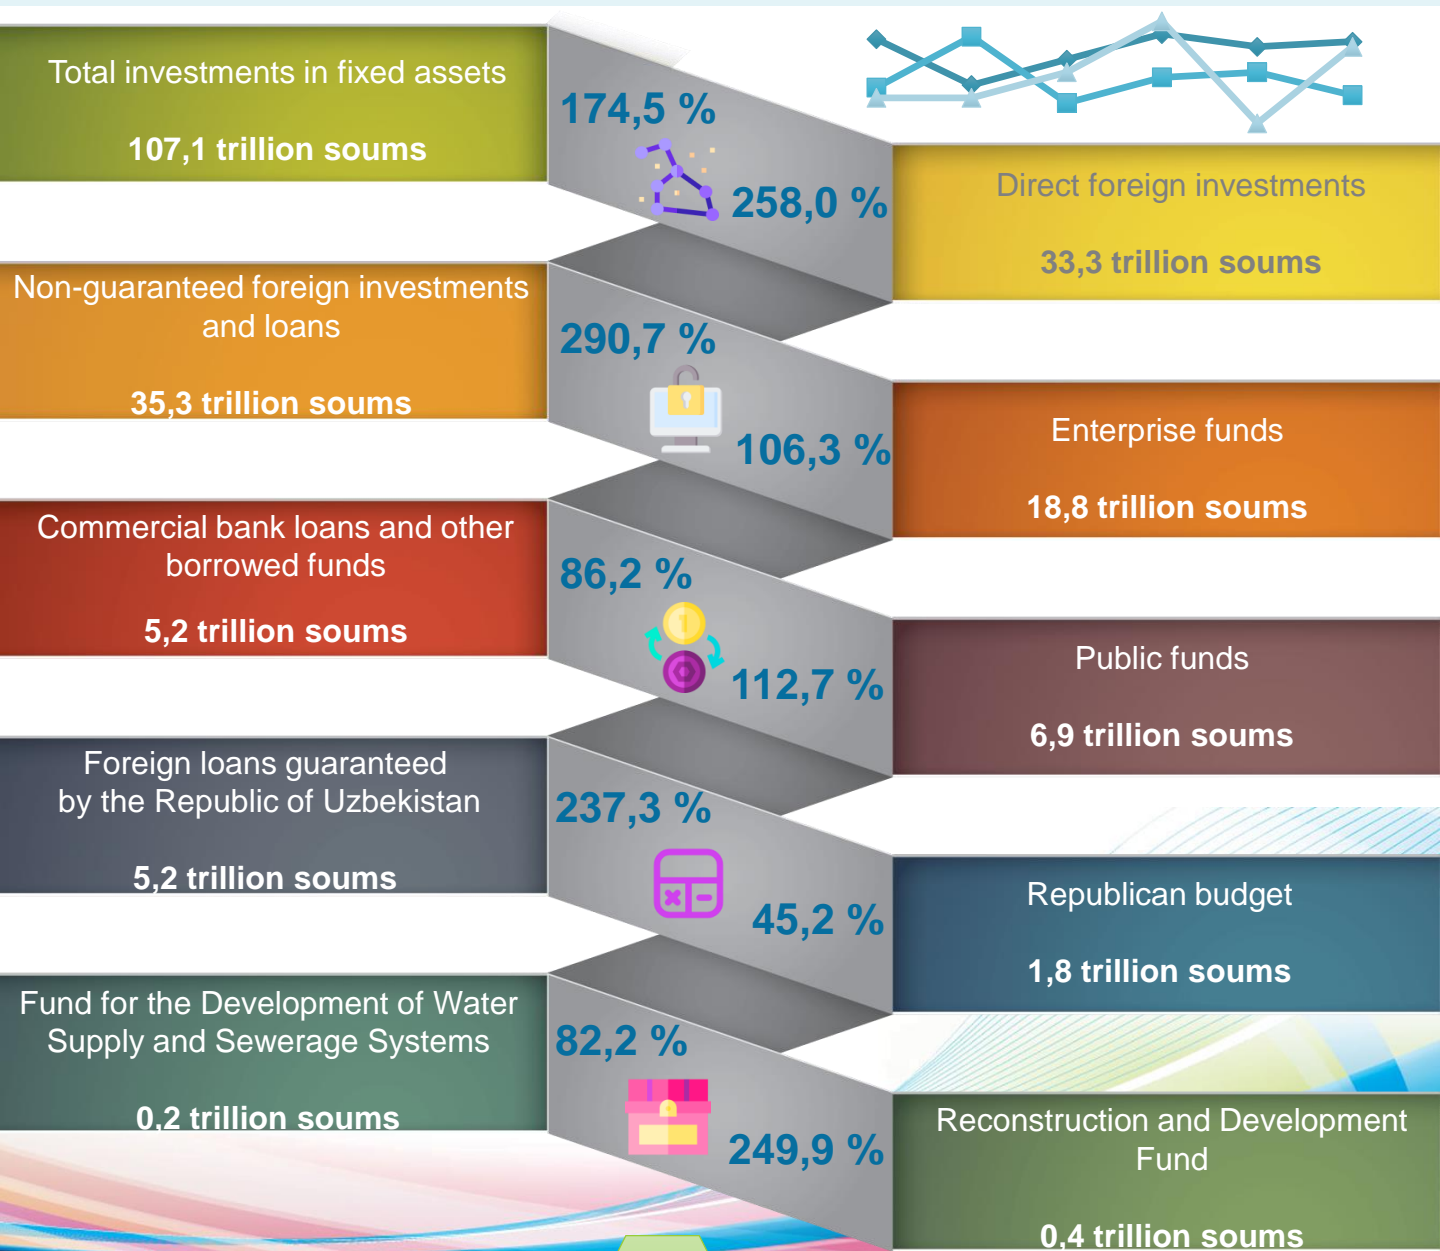 Total investments in fixed assets
107,1 trillion soums
174,5 %
258,0 %
Direct foreign investments
33,3 trillion soums
Non-guaranteed foreign investments
and loans
35,3 trillion soums
290,7 %
106,3 %
Enterprise funds
18,8 trillion soums
Commercial bank loans and other
borrowed funds
5,2 trillion soums
86,2 %
1
112,7 %
Public funds
6,9 trillion soums
Foreign loans guaranteed
by the Republic of Uzbekistan
5,2 trillion soums
237,3 %
45,2 %
Republican budget
1,8 trillion soums
Fund for the Development of Water
Supply and Sewerage Systems
0,2 trillion soums
82,2 %
249,9 %
Reconstruction and Development
Fund
0,4 trillion soums